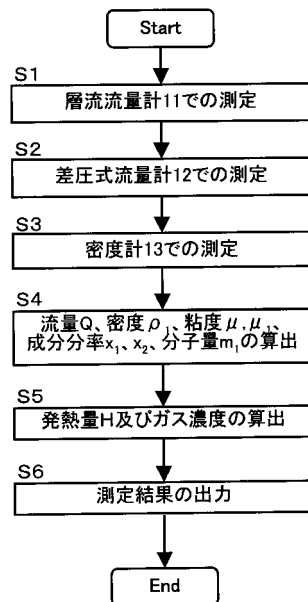 Start
S1
層流流量計11での測定
S2
差圧式流量計12での測定
S3
密度計13での測定
S4
流量Q、密度ρ₁、粘度μ,μ₁、
成分分率x₁、x₂、分子量m₁の算出
S5
発熱量H及びガス濃度の算出
S6
測定結果の出力
End